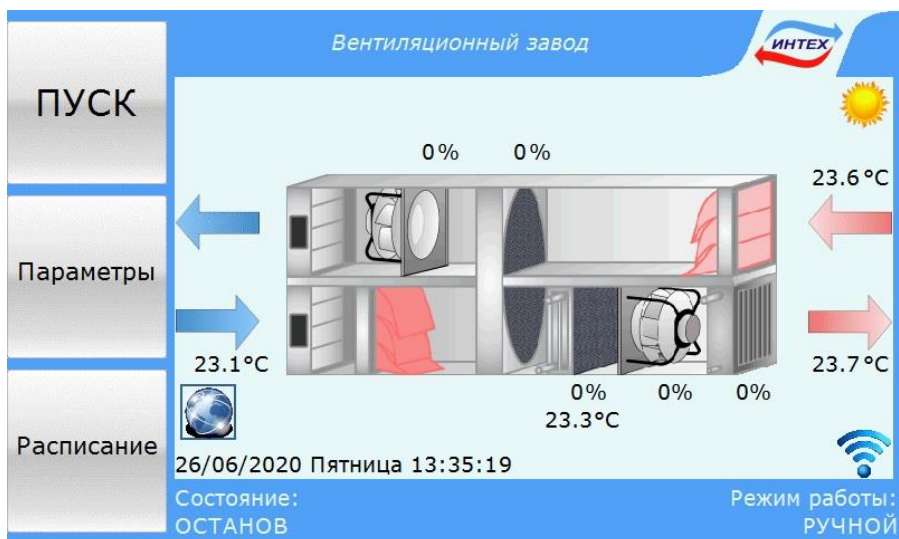 Вентиляционный завод
ИНТЕХ
ПУСК
0% 0%
23.6°C
Параметры
23.1°C
23.7°C
0% 0% 0%
23.3°C
Расписание
26/06/2020 Пятница 13:35:19
Состояние:
ОСТАНОВ
Режим работы:
РУЧНОЙ